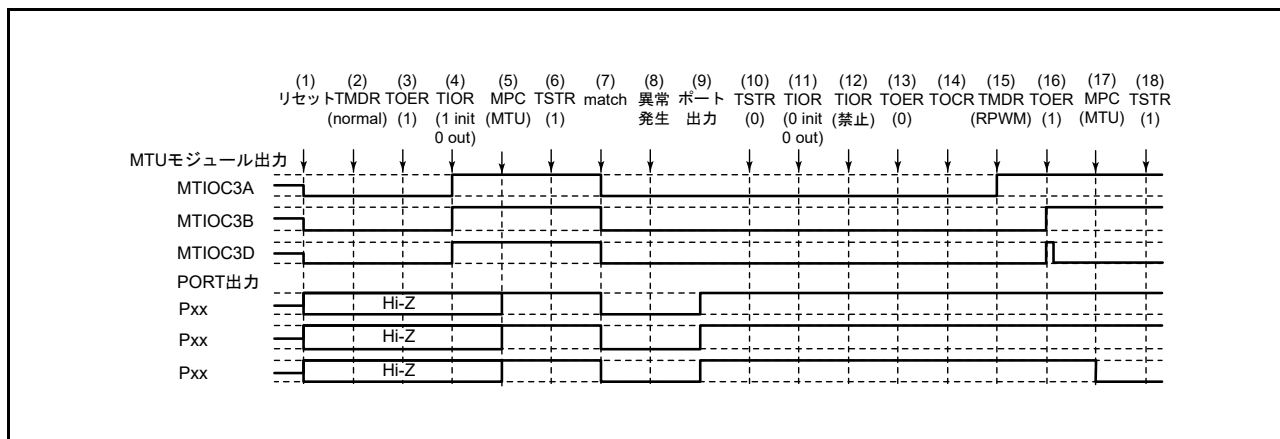 (1) (2) (3) (4) (5) (6) (7) (8) (9) (10) (11) (12) (13) (14) (15) (16) (17) (18)
リセット TMDR TOER TIOR MPC TSTR match 異常 ポート TSTR TIOR TIOR TOER TOCR TMDR TOER MPC TSTR
(normal) (1) (1 init (MTU) (1) 発生 出力 (0) (0 init (禁止) (0) (RPWM) (1) (MTU) (1)
0 out) 0 out)
MTUモジュール出力
MTIOC3A
MTIOC3B
MTIOC3D
PORT出力
Pxx Hi-Z
Pxx Hi-Z
Pxx Hi-Z